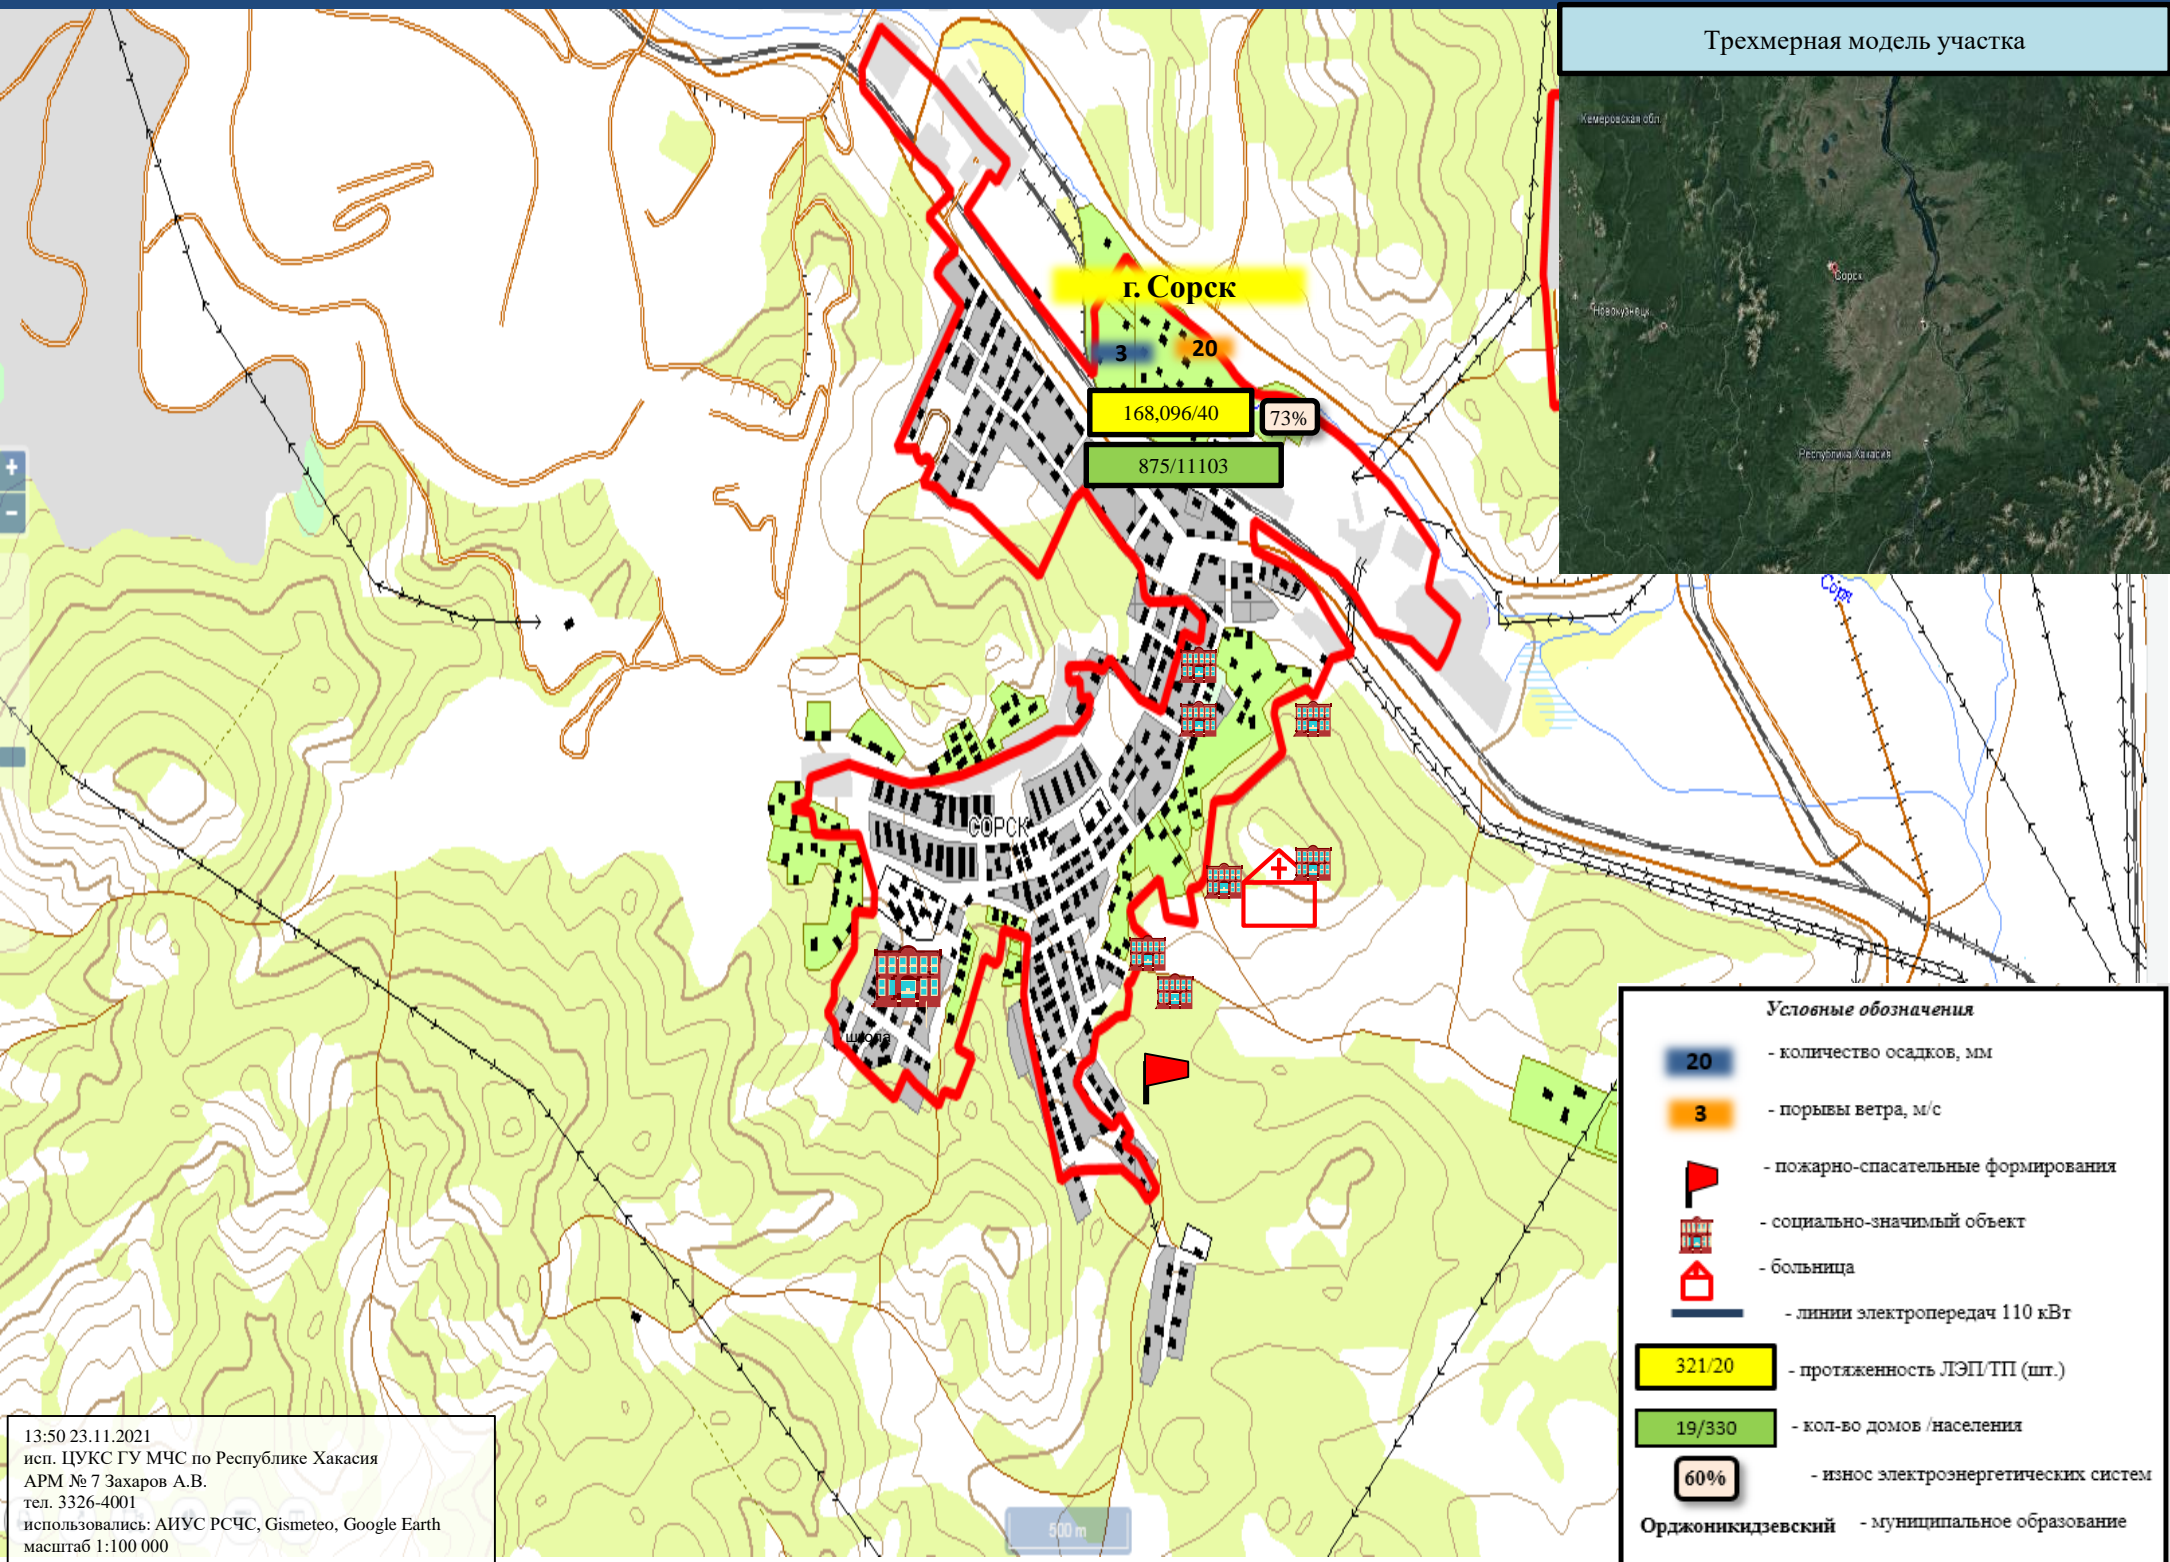 Трехмерная модель участка
Кемеровская обл.
Сорск
Новокузнецк
Республика Хакасия
г. Сорск
3
20
168,096/40
73%
875/11103
Сора
СОРСК
школа
+
-
Условные обозначения
20 - количество осадков, мм
3 - порывы ветра, м/с
- пожарно-спасательные формирования
- социально-значимый объект
- больница
- линии электропередач 110 кВт
321/20 - протяженность ЛЭП/ТП (шт.)
19/330 - кол-во домов /населения
60% - износ электроэнергетических систем
Орджоникидзевский - муниципальное образование
13:50 23.11.2021
исп. ЦУКС ГУ МЧС по Республике Хакасия
АРМ № 7 Захаров А.В.
тел. 3326-4001
использовались: АИУС РСЧС, Gismeteo, Google Earth
масштаб 1:100 000
500 m